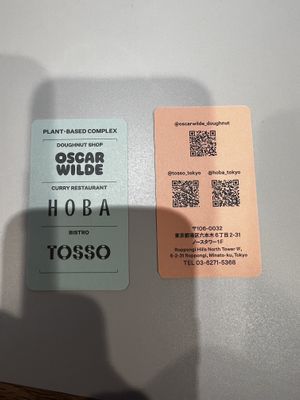 PLANT-BASED COMPLEX
DOUGHNUT SHOP
OSCAR
WILDE
CURRY RESTAURANT
HOBA
BISTRO
TOSSO
@oscarwilde_doughnut
@tosso_tokyo @hoba_tokyo
〒106-0032
東京都港区六本木6丁目2-31
ノースタワー1F
Roppongi Hills North Tower 1F,
6-2-31 Roppongi, Minato-ku, Tokyo
TEL 03-6271-5368